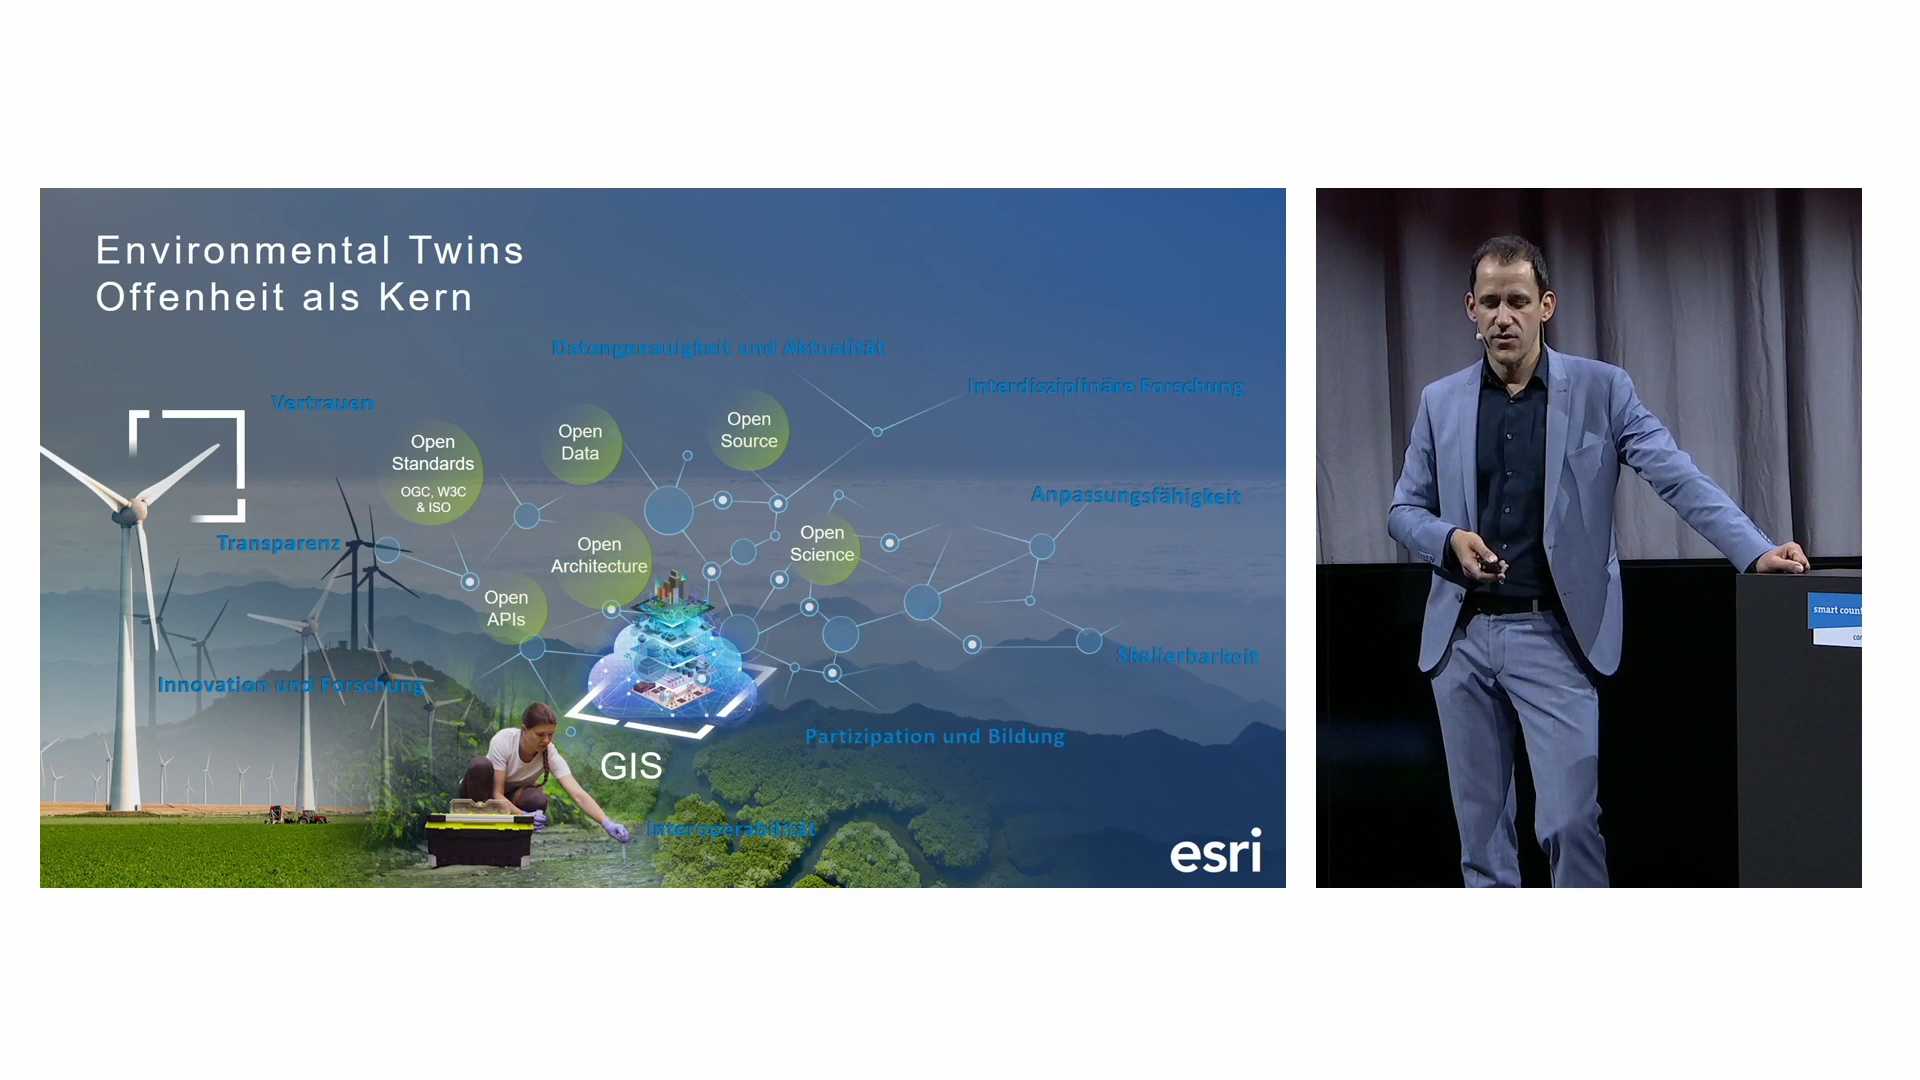 Environmental Twins
Offenheit als Kern
Datengenauigkeit und Aktualität
Interdisziplinäre Forschung
Vertrauen
Open
Standards
OGC, W3C
& ISO
Open
Data
Open
Source
Anpassungsfähigkeit
Transparenz
Open
Architecture
Open
Science
Open
APIs
Skalierbarkeit
Innovation und Forschung
Partizipation und Bildung
GIS
Interoperabilität
esri
smart count